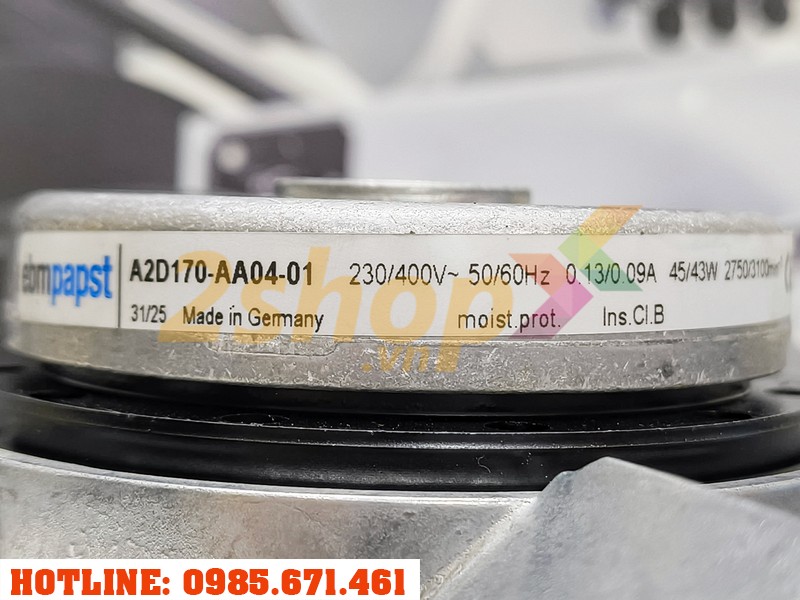 ebmpapst A2D170-AA04-01 230/400V~ 50/60Hz 0.13/0.09A 45/43W 2750/3100min⁻¹
31/25 Made in Germany moist.prot. Ins.Cl.B
2shop
.vn
HOTLINE: 0985.671.461